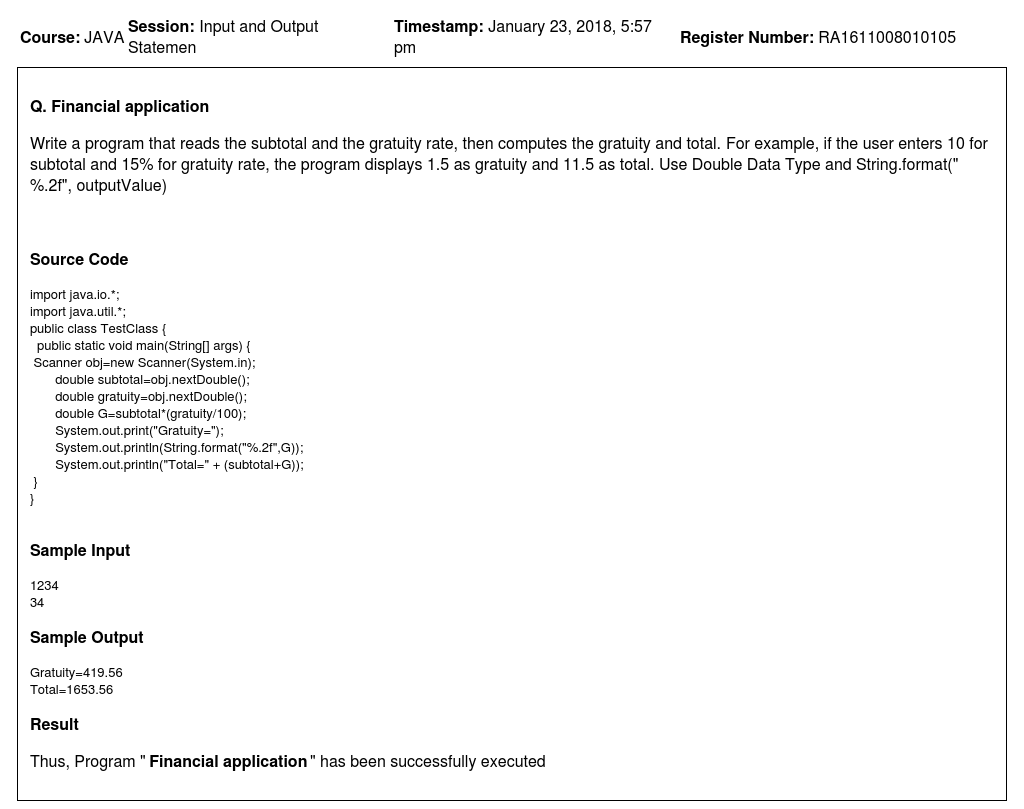 Course: JAVA Session: Input and Output Statemen Timestamp: January 23, 2018, 5:57 pm Register Number: RA1611008010105
Q. Financial application
Write a program that reads the subtotal and the gratuity rate, then computes the gratuity and total. For example, if the user enters 10 for
subtotal and 15% for gratuity rate, the program displays 1.5 as gratuity and 11.5 as total. Use Double Data Type and String.format("
%.2f", outputValue)
Source Code
import java.io.*;
import java.util.*;
public class TestClass {
  public static void main(String[] args) {
 Scanner obj=new Scanner(System.in);
       double subtotal=obj.nextDouble();
       double gratuity=obj.nextDouble();
       double G=subtotal*(gratuity/100);
       System.out.print("Gratuity=");
       System.out.println(String.format("%.2f",G));
       System.out.println("Total=" + (subtotal+G));
 }
}
Sample Input
1234
34
Sample Output
Gratuity=419.56
Total=1653.56
Result
Thus, Program " Financial application " has been successfully executed